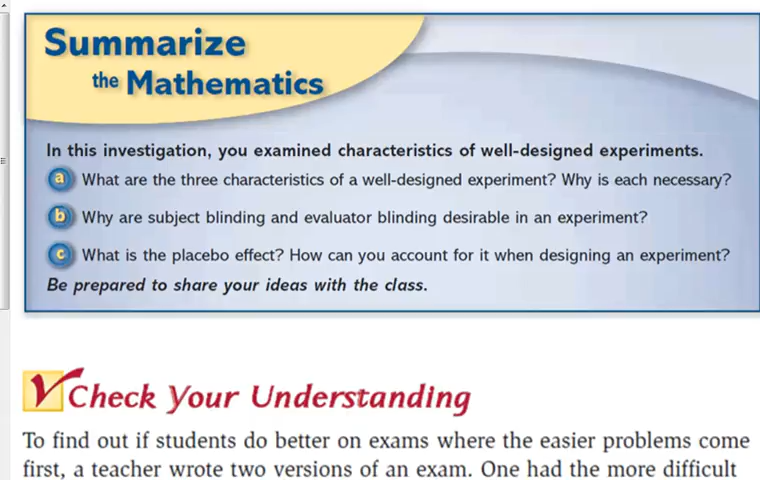 Summarize
the Mathematics
In this investigation, you examined characteristics of well-designed experiments.
a What are the three characteristics of a well-designed experiment? Why is each necessary?
b Why are subject blinding and evaluator blinding desirable in an experiment?
c What is the placebo effect? How can you account for it when designing an experiment?
Be prepared to share your ideas with the class.
Check Your Understanding
To find out if students do better on exams where the easier problems come
first, a teacher wrote two versions of an exam. One had the more difficult